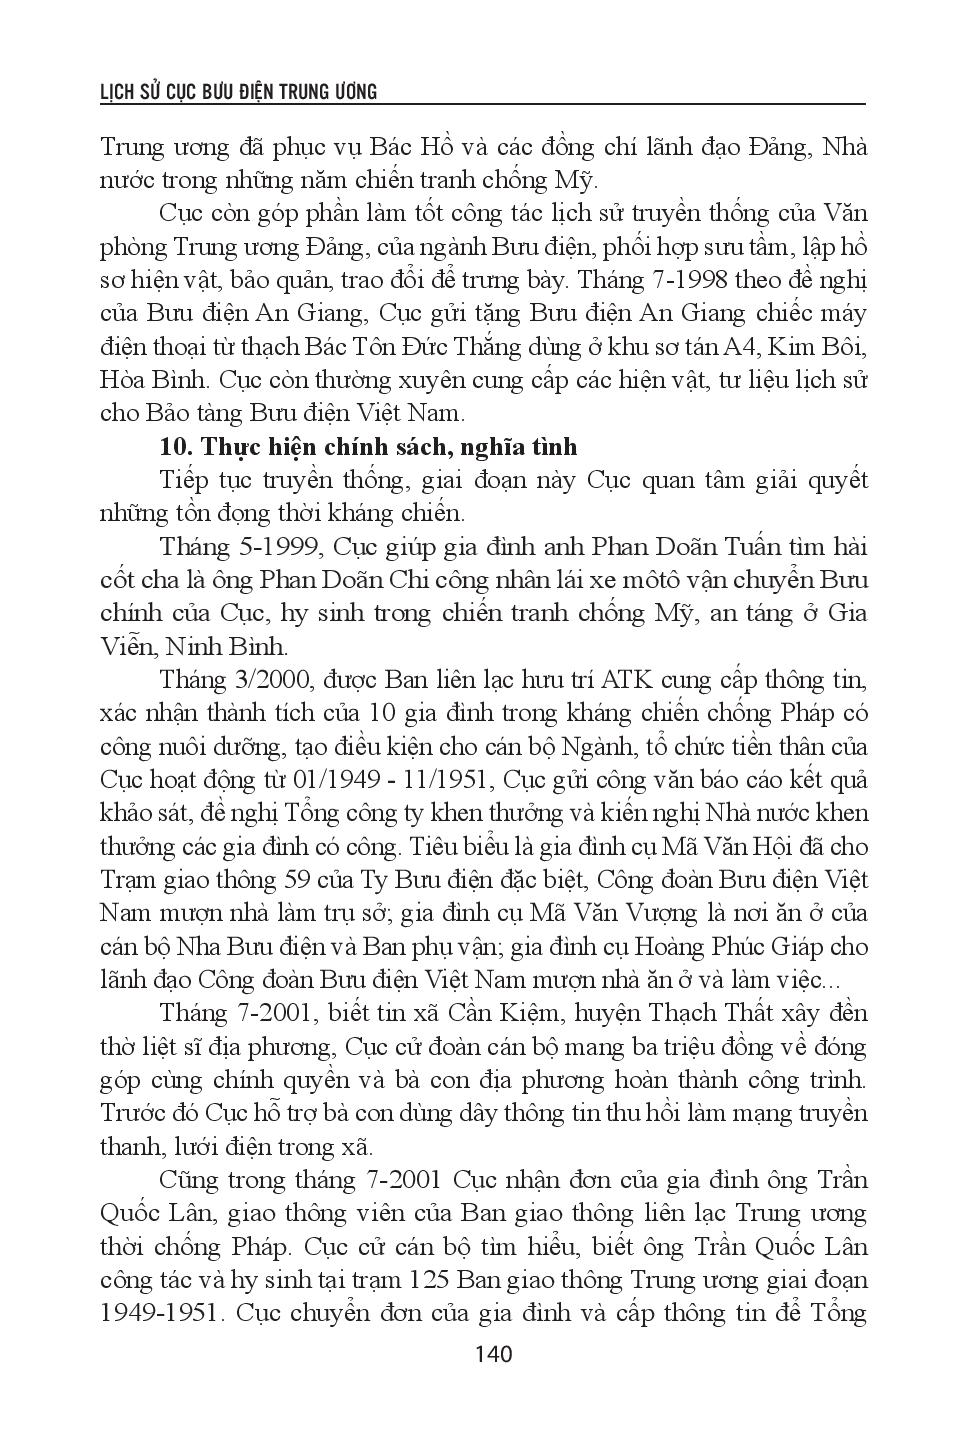 LỊCH SỬ CỤC BƯU ĐIỆN TRUNG ƯƠNG
Trung ương đã phục vụ Bác Hồ và các đồng chí lãnh đạo Đảng, Nhà
nước trong những năm chiến tranh chống Mỹ.
Cục còn góp phần làm tốt công tác lịch sử truyền thống của Văn
phòng Trung ương Đảng, của ngành Bưu điện, phối hợp sưu tầm, lập hồ
sơ hiện vật, bảo quản, trao đổi để trưng bày. Tháng 7-1998 theo đề nghị
của Bưu điện An Giang, Cục gửi tặng Bưu điện An Giang chiếc máy
điện thoại từ thạch Bác Tôn Đức Thắng dùng ở khu sơ tán A4, Kim Bôi,
Hòa Bình. Cục còn thường xuyên cung cấp các hiện vật, tư liệu lịch sử
cho Bảo tàng Bưu điện Việt Nam.
10. Thực hiện chính sách, nghĩa tình
Tiếp tục truyền thống, giai đoạn này Cục quan tâm giải quyết
những tồn đọng thời kháng chiến.
Tháng 5-1999, Cục giúp gia đình anh Phan Doãn Tuấn tìm hài
cốt cha là ông Phan Doãn Chi công nhân lái xe môtô vận chuyển Bưu
chính của Cục, hy sinh trong chiến tranh chống Mỹ, an táng ở Gia
Viễn, Ninh Bình.
Tháng 3/2000, được Ban liên lạc hưu trí ATK cung cấp thông tin,
xác nhận thành tích của 10 gia đình trong kháng chiến chống Pháp có
công nuôi dưỡng, tạo điều kiện cho cán bộ Ngành, tổ chức tiền thân của
Cục hoạt động từ 01/1949 - 11/1951, Cục gửi công văn báo cáo kết quả
khảo sát, đề nghị Tổng công ty khen thưởng và kiến nghị Nhà nước khen
thưởng các gia đình có công. Tiêu biểu là gia đình cụ Mã Văn Hội đã cho
Trạm giao thông 59 của Ty Bưu điện đặc biệt, Công đoàn Bưu điện Việt
Nam mượn nhà làm trụ sở; gia đình cụ Mã Văn Vượng là nơi ăn ở của
cán bộ Nha Bưu điện và Ban phụ vận; gia đình cụ Hoàng Phúc Giáp cho
lãnh đạo Công đoàn Bưu điện Việt Nam mượn nhà ăn ở và làm việc...
Tháng 7-2001, biết tin xã Cần Kiệm, huyện Thạch Thất xây đền
thờ liệt sĩ địa phương, Cục cử đoàn cán bộ mang ba triệu đồng về đóng
góp cùng chính quyền và bà con địa phương hoàn thành công trình.
Trước đó Cục hỗ trợ bà con dùng dây thông tin thu hồi làm mạng truyền
thanh, lưới điện trong xã.
Cũng trong tháng 7-2001 Cục nhận đơn của gia đình ông Trần
Quốc Lân, giao thông viên của Ban giao thông liên lạc Trung ương
thời chống Pháp. Cục cử cán bộ tìm hiểu, biết ông Trần Quốc Lân
công tác và hy sinh tại trạm 125 Ban giao thông Trung ương giai đoạn
1949-1951. Cục chuyển đơn của gia đình và cấp thông tin để Tổng
140